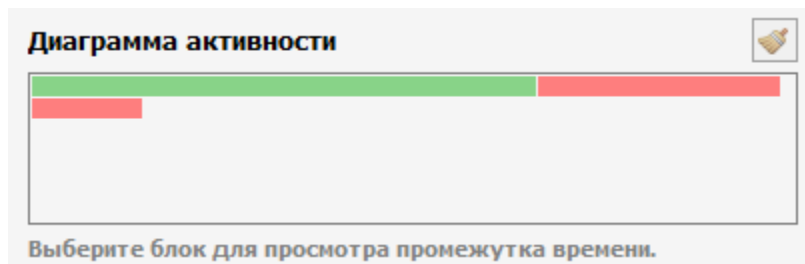 Диаграмма активности
Выберите блок для просмотра промежутка времени.